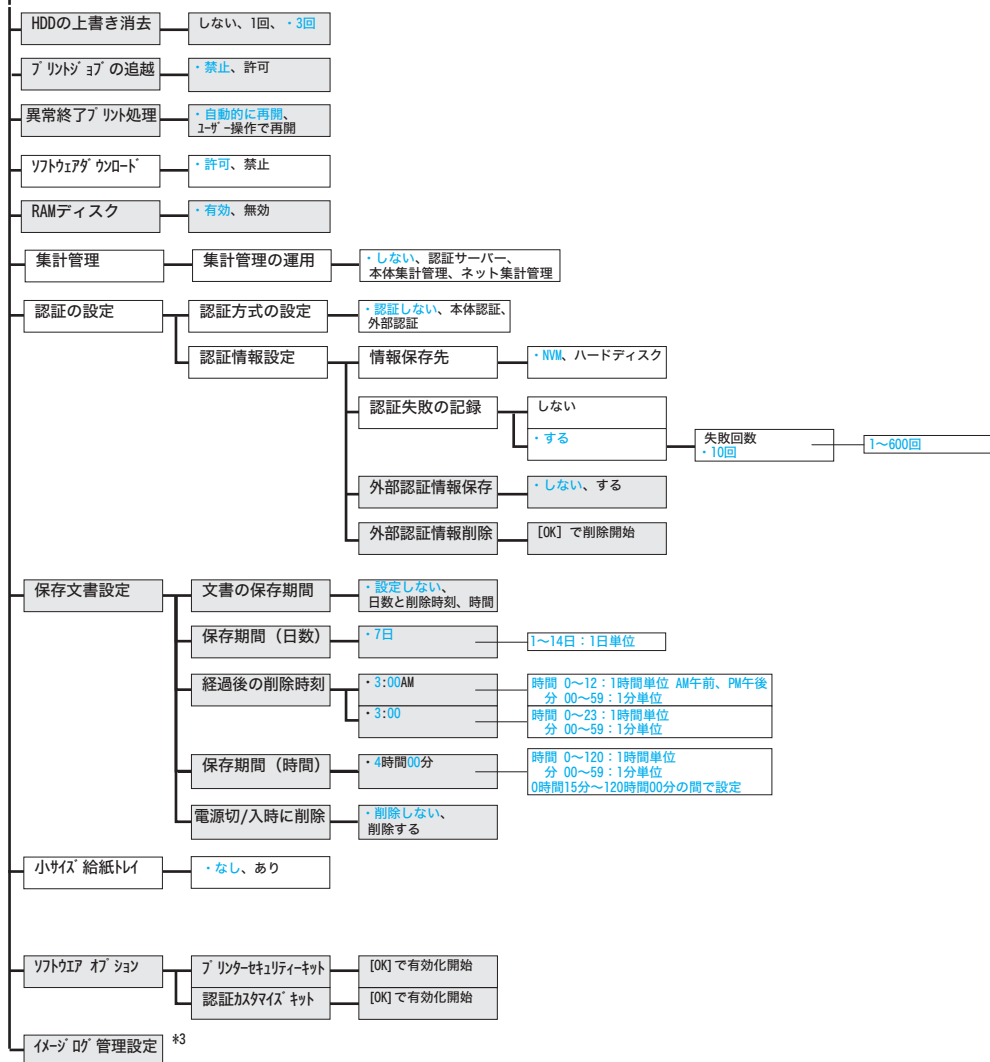 HDDの上書き消去
しない、1回、・3回
ﾌﾟﾘﾝﾄｼﾞｮﾌﾞの追越
・禁止、許可
異常終了ﾌﾟﾘﾝﾄ処理
・自動的に再開、
ﾕｰｻﾞｰ操作で再開
ｿﾌﾄｳｪｱﾀﾞｳﾝﾛｰﾄﾞ
・許可、禁止
RAMディスク
・有効、無効
集計管理
集計管理の運用
・しない、認証サーバー、
本体集計管理、ネット集計管理
認証の設定
認証方式の設定
・認証しない、本体認証、
外部認証
認証情報設定
情報保存先
・NVM、ハードディスク
認証失敗の記録
しない
・する
失敗回数
・10回
1～600回
外部認証情報保存
・しない、する
外部認証情報削除
[OK] で削除開始
保存文書設定
文書の保存期間
・設定しない、
日数と削除時刻、時間
保存期間（日数）
・7日
1～14日：1日単位
経過後の削除時刻
・3:00AM
時間 0～12：1時間単位 AM午前、PM午後
分 00～59：1分単位
・3:00
時間 0～23：1時間単位
分 00～59：1分単位
保存期間（時間）
・4時間00分
時間 0～120：1時間単位
分 00～59：1分単位
0時間15分～120時間00分の間で設定
電源切/入時に削除
・削除しない、
削除する
小ｻｲｽﾞ給紙ﾄﾚｲ
・なし、あり
ｿﾌﾄｳｴｱ ｵﾌﾟｼｮﾝ
ﾌﾟﾘﾝﾀｰｾｷｭﾘﾃｨｰｷｯﾄ
[OK]で有効化開始
認証ｶｽﾀﾏｲｽﾞｷｯﾄ
[OK]で有効化開始
ｲﾒｰｼﾞﾛｸﾞ管理設定 *3